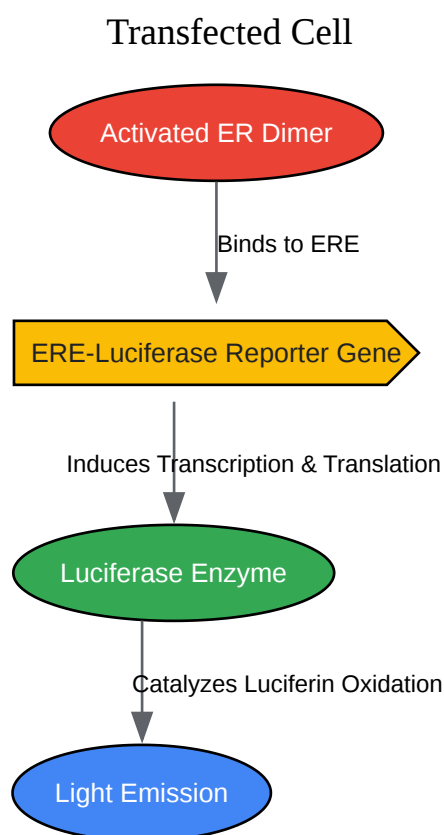 Transfected Cell
Activated ER Dimer
Binds to ERE
ERE-Luciferase Reporter Gene
Induces Transcription & Translation
Luciferase Enzyme
Catalyzes Luciferin Oxidation
Light Emission